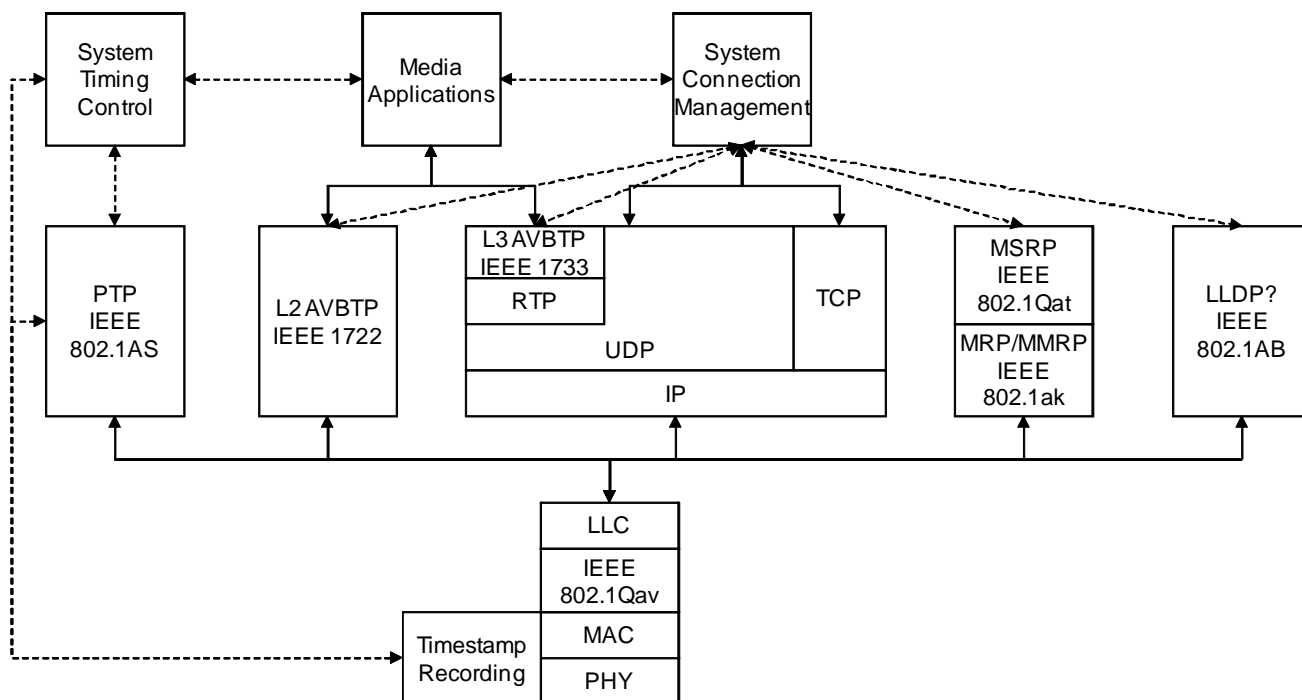 System
Timing
Control
Media
Applications
System
Connection
Management
PTP
IEEE
802.1AS
L2 AVBTP
IEEE 1722
L3 AVBTP
IEEE 1733
RTP
UDP
TCP
IP
MSRP
IEEE
802.1Qat
MRP/MMRP
IEEE
802.1ak
LLDP?
IEEE
802.1AB
LLC
IEEE
802.1Qav
Timestamp
Recording
MAC
PHY